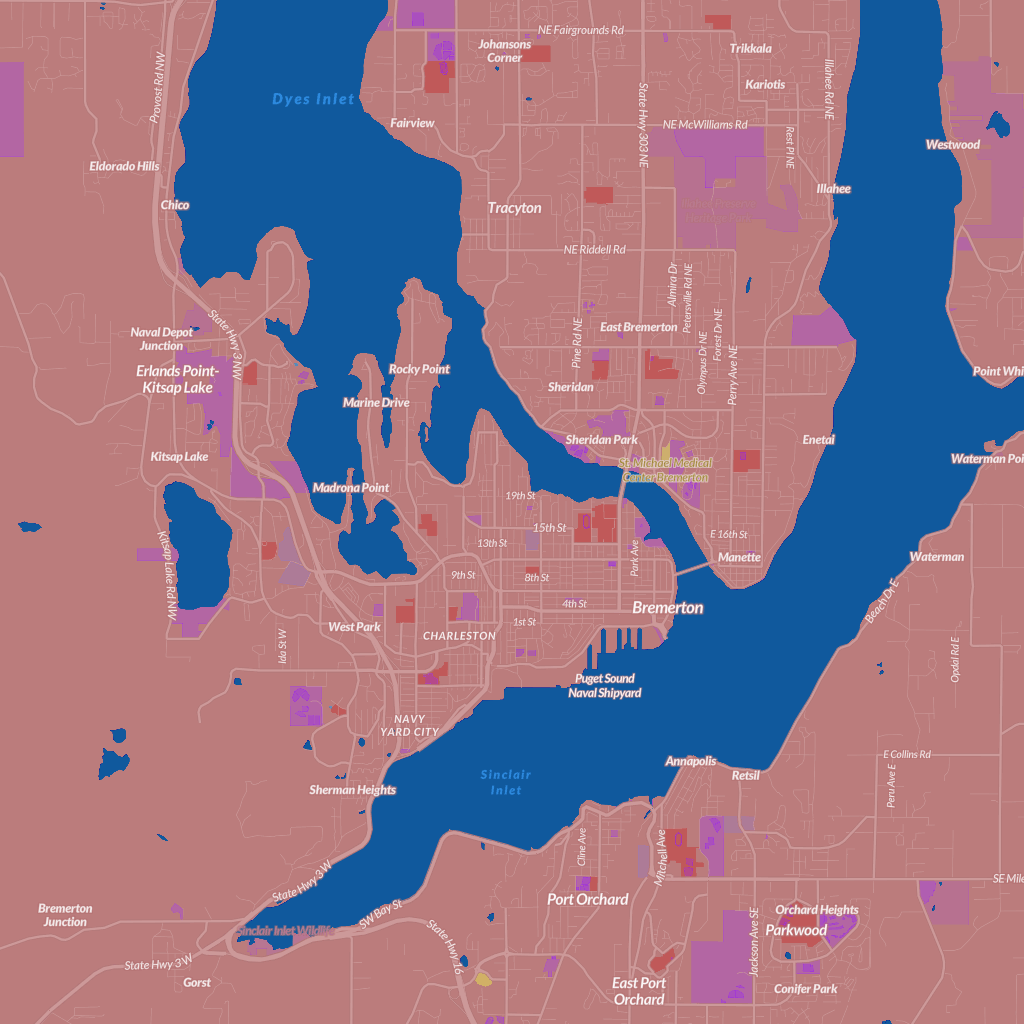 NE Fairgrounds Rd
Johansons
Corner
Trikkala
Provost Rd NW
Illahee Rd NE
Kariotis
Dyes Inlet
State Hwy 303 NE
Fairview
NE McWilliams Rd
Rest Pl NE
Westwood
Eldorado Hills
Illahee
Chico
Tracyton
NE Riddell Rd
Almira Dr
Petersville Rd NE
State Hwy 3 NW
Pine Rd NE
East Bremerton
Forest Dr NE
Olympus Dr NE
Perry Ave NE
Naval Depot
Junction
Erlands Point-
Kitsap Lake
Rocky Point
Point Whi
Sheridan
Marine Drive
Sheridan Park
Enetai
Kitsap Lake
St. Michael Medical
Center Bremerton
Waterman Poi
Madrona Point
19th St
15th St
E 16th St
13th St
Park Ave
Manette
Waterman
Kitsap Lake Rd NW
9th St
8th St
4th St
Bremerton
Beach Dr E
1st St
West Park
CHARLESTON
Ida St W
Opdal Rd E
Puget Sound
Naval Shipyard
NAVY
YARD CITY
E Collins Rd
Annapolis
Retsil
Sinclair
Inlet
Peru Ave E
Sherman Heights
Cline Ave
Mitchell Ave
State Hwy 3 W
SE Mile
Port Orchard
Bremerton
Junction
SW Bay St
Orchard Heights
Parkwood
Sinclair Inlet Wildlife
State Hwy 16
Jackson Ave SE
State Hwy 3 W
Gorst
East Port
Orchard
Conifer Park